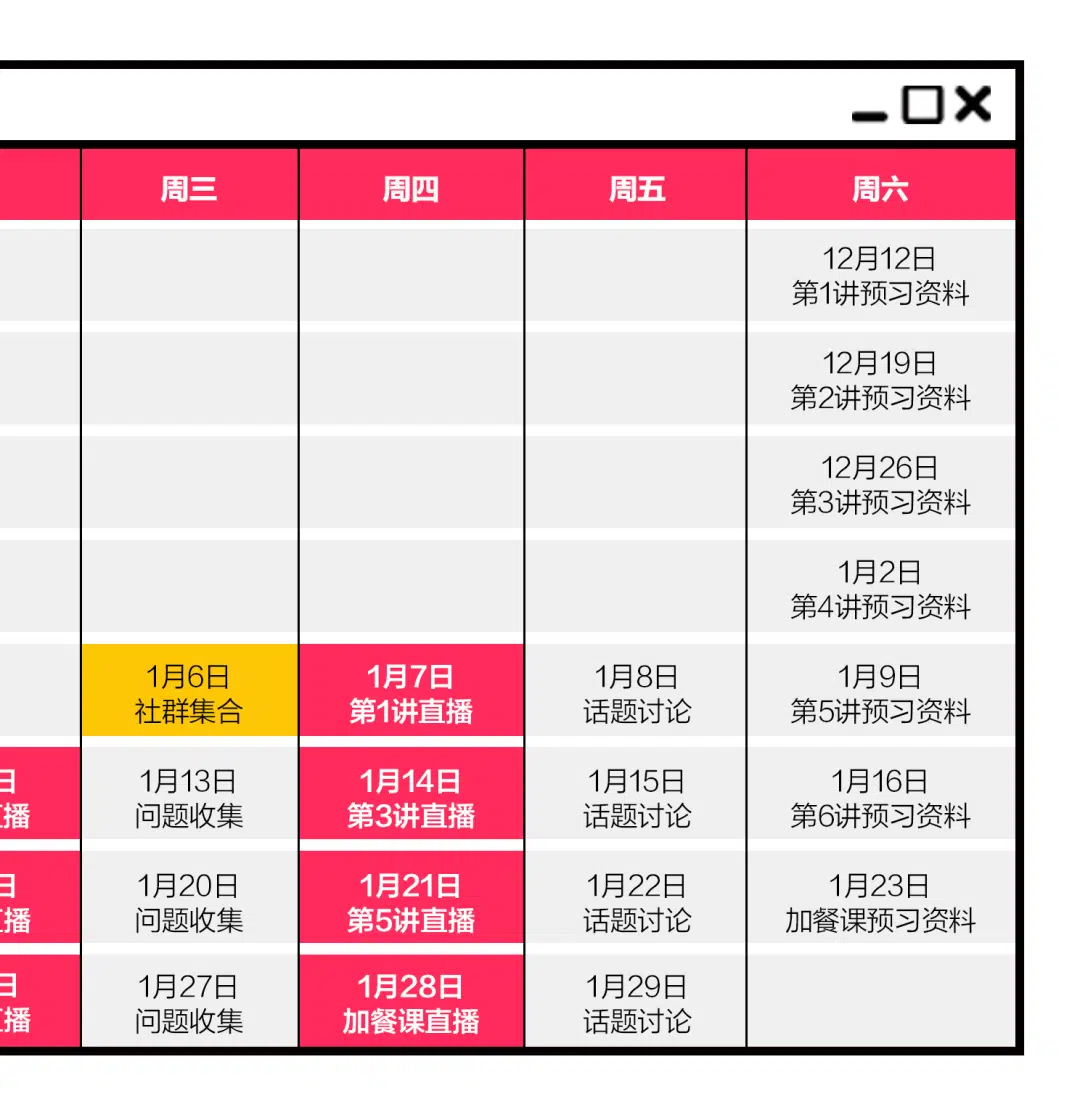 周三
周四
周五
周六
12月12日
第1讲预习资料
12月19日
第2讲预习资料
12月26日
第3讲预习资料
1月2日
第4讲预习资料
1月6日
社群集合
1月7日
第1讲直播
1月8日
话题讨论
1月9日
第5讲预习资料
日
播
1月13日
问题收集
1月14日
第3讲直播
1月15日
话题讨论
1月16日
第6讲预习资料
日
播
1月20日
问题收集
1月21日
第5讲直播
1月22日
话题讨论
1月23日
加餐课预习资料
日
播
1月27日
问题收集
1月28日
加餐课直播
1月29日
话题讨论